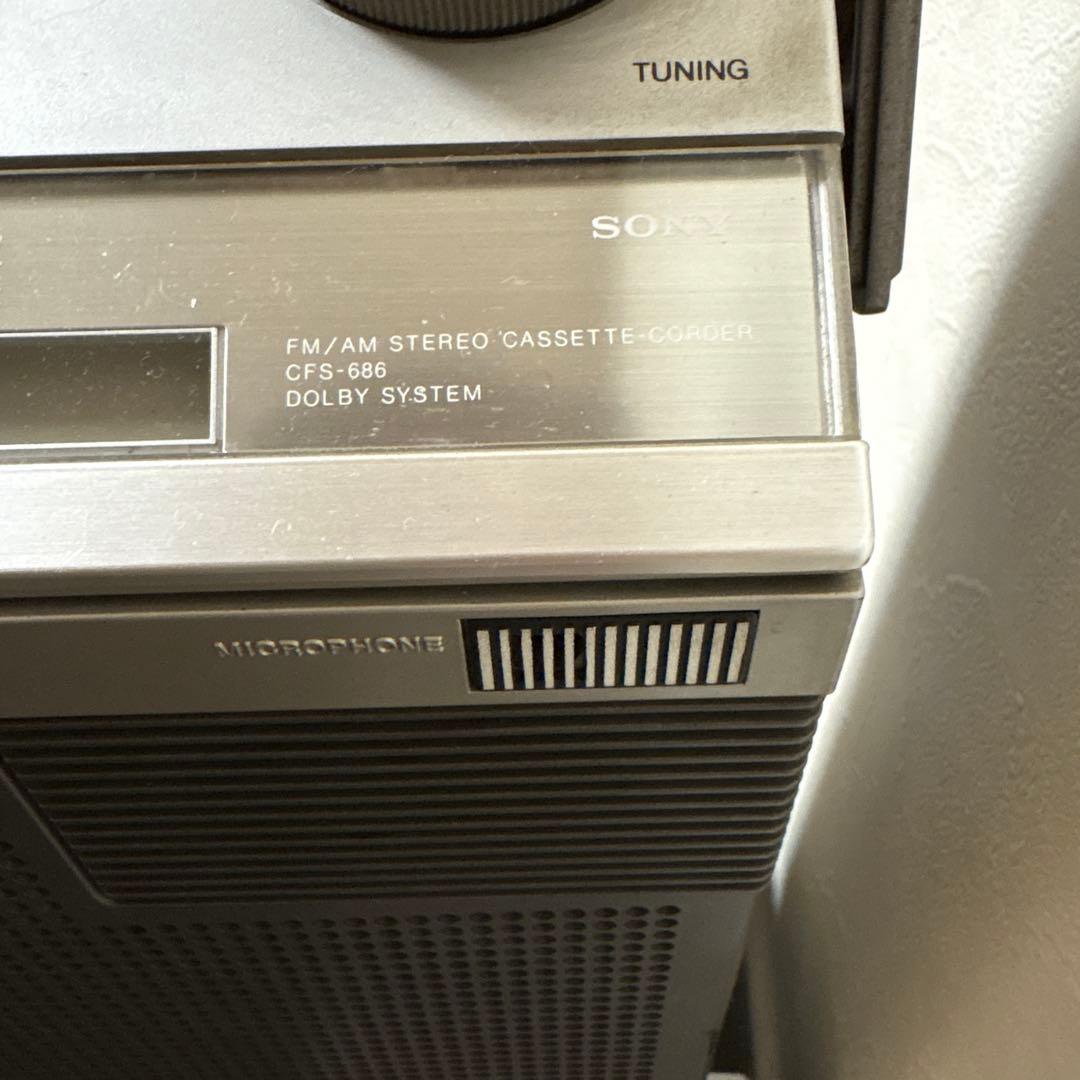 TUNING
SONY
FM/AM STEREO CASSETTE-CORDER
CFS-686
DOLBY SYSTEM
MICROPHONE